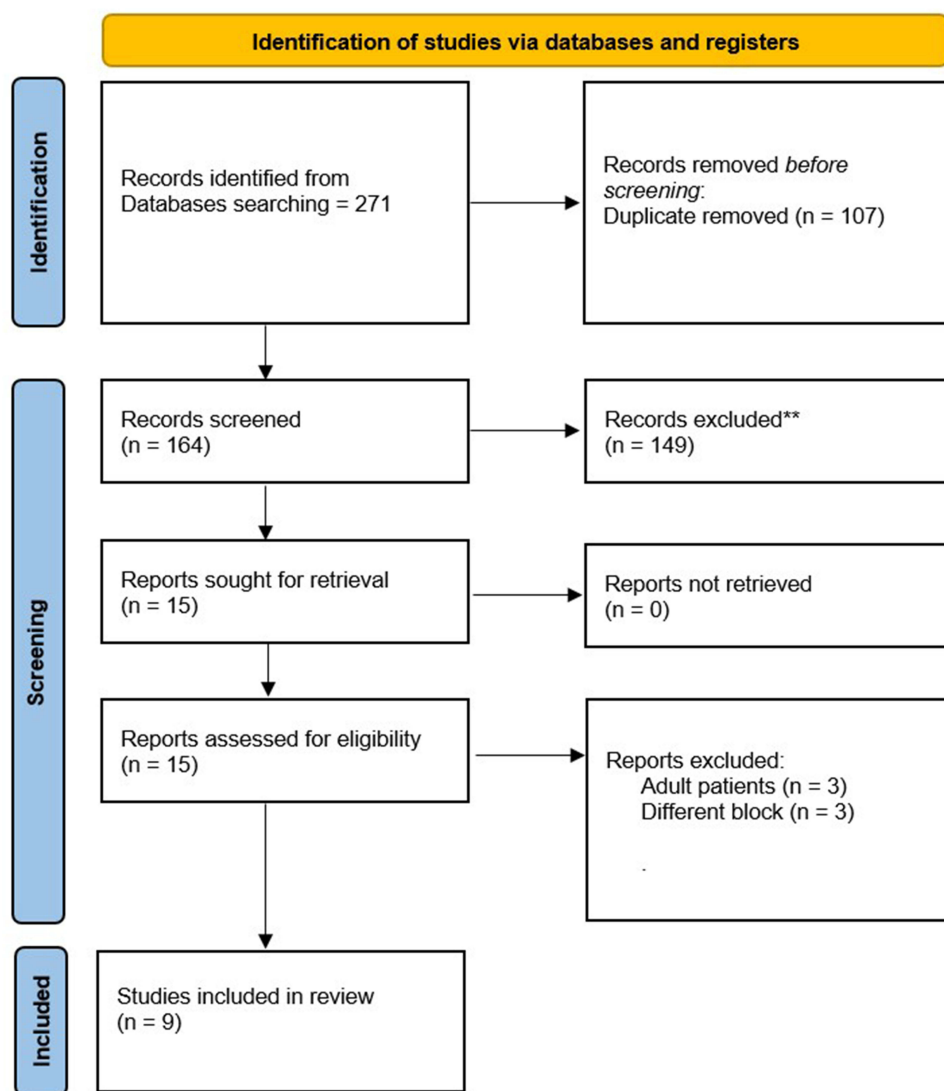 Identification of studies via databases and registers
Identification
Records identified from
Databases searching = 271
Records removed before
screening:
Duplicate removed (n = 107)
Screening
Records screened
(n = 164)
Records excluded**
(n = 149)
Reports sought for retrieval
(n = 15)
Reports not retrieved
(n = 0)
Reports assessed for eligibility
(n = 15)
Reports excluded:
Adult patients (n = 3)
Different block (n = 3)
.
Included
Studies included in review
(n = 9)